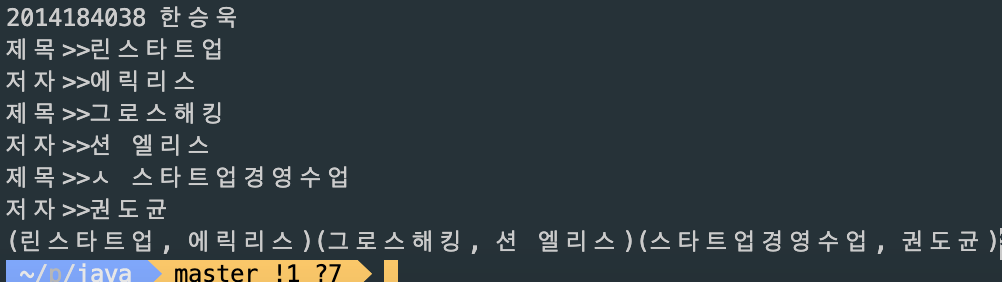 2014184038 한승욱
제목>>린스타트업
저자>>에릭리스
제목>>그로스해킹
저자>>션 엘리스
제목>>ㅅ 스타트업경영수업
저자>>권도균
(린스타트업, 에릭리스)(그로스해킹, 션 엘리스)(스타트업경영수업, 권도균)
~/p/java master !1 ?7